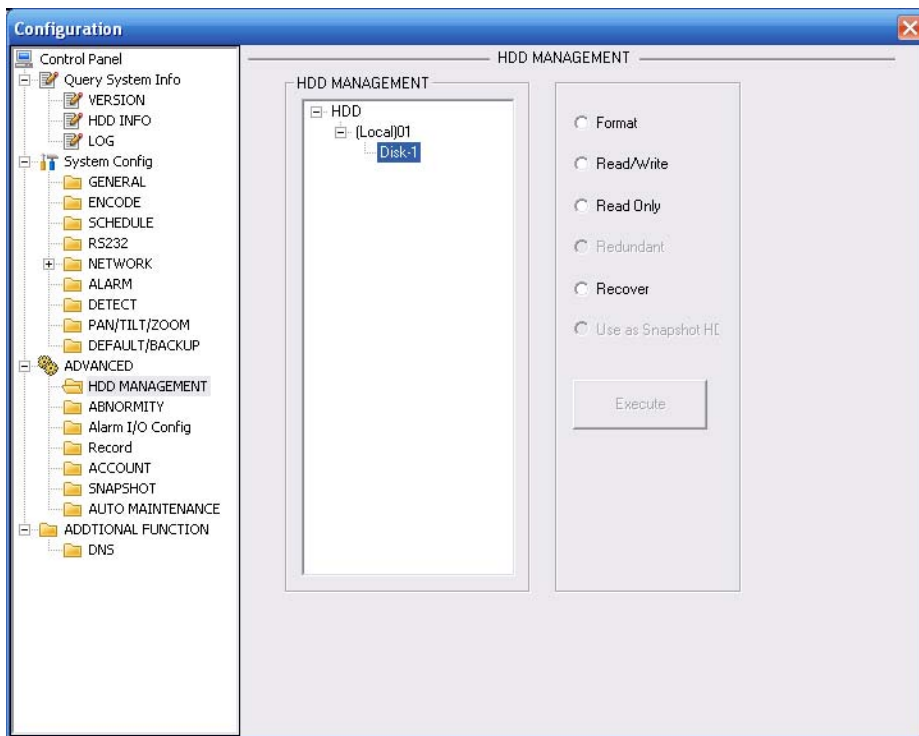 Configuration
Control Panel
Query System Info
VERSION
HDD INFO
LOG
System Config
GENERAL
ENCODE
SCHEDULE
RS232
NETWORK
ALARM
DETECT
PAN/TILT/ZOOM
DEFAULT/BACKUP
ADVANCED
HDD MANAGEMENT
ABNORMITY
Alarm I/O Config
Record
ACCOUNT
SNAPSHOT
AUTO MAINTENANCE
ADDTIONAL FUNCTION
DNS
HDD MANAGEMENT
HDD MANAGEMENT
HDD
(Local)01
Disk-1
Format
Read/Write
Read Only
Redundant
Recover
Use as Snapshot HD
Execute